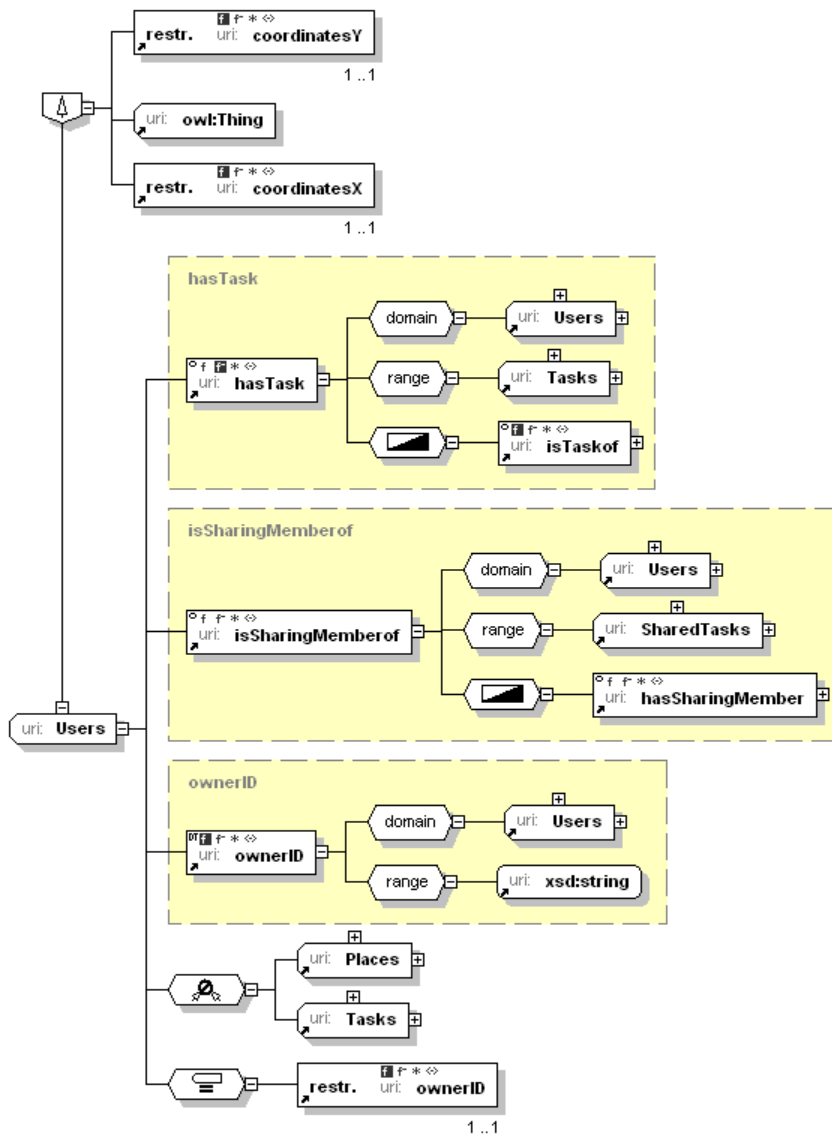 f f- * <>
restr. uri: coordinatesY
1 ..1
uri: owl:Thing
f f- * <>
restr. uri: coordinatesX
1 ..1
hasTask
domain
uri: Users
f f- * <>
uri: hasTask
range
uri: Tasks
f f- * <>
uri: isTaskof
isSharingMemberof
domain
uri: Users
f f- * <>
uri: isSharingMemberof
range
uri: SharedTasks
f f- * <>
uri: hasSharingMember
uri: Users
ownerID
domain
uri: Users
DT f f- * <>
uri: ownerID
range
uri: xsd:string
uri: Places
uri: Tasks
f f- * <>
restr. uri: ownerID
1 ..1